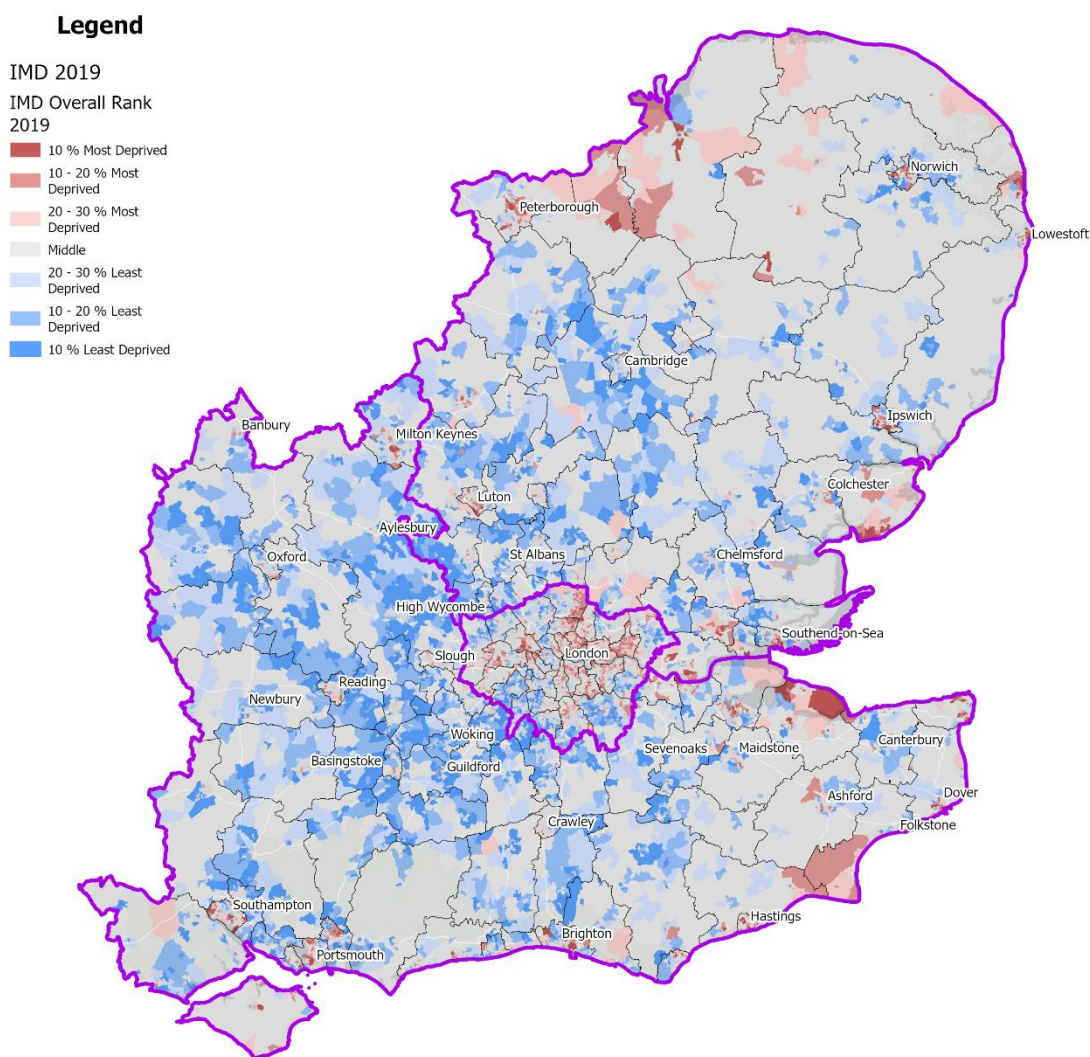 Legend
IMD 2019
IMD Overall Rank
2019
10 % Most Deprived
10 - 20 % Most
Deprived
20 - 30 % Most
Deprived
Middle
20 - 30 % Least
Deprived
10 - 20 % Least
Deprived
10 % Least Deprived
Norwich
Peterborough
Lowestoft
Cambridge
Ipswich
Banbury
Milton Keynes
Colchester
Luton
Aylesbury
Oxford
St Albans
Chelmsford
High Wycombe
Southend-on-Sea
Slough
London
Reading
Newbury
Woking
Sevenoaks
Maidstone
Canterbury
Basingstoke
Guildford
Ashford
Dover
Crawley
Folkstone
Southampton
Hastings
Brighton
Portsmouth